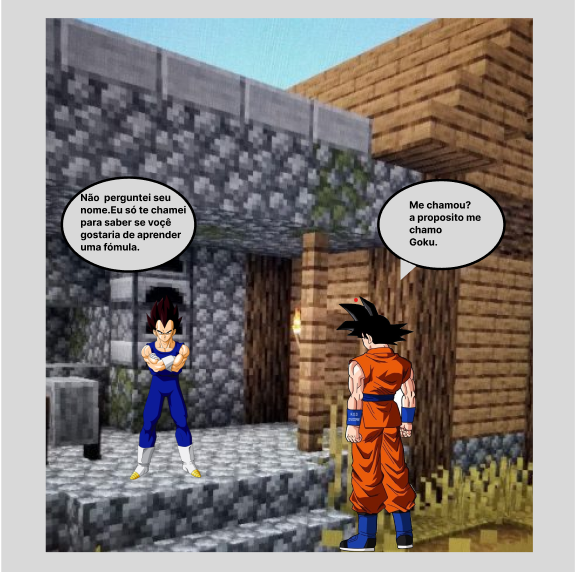 Não perguntei seu
nome.Eu só te chamei
para saber se voçê
gostaria de aprender
uma fómula.
Me chamou?
a proposito me
chamo
Goku.